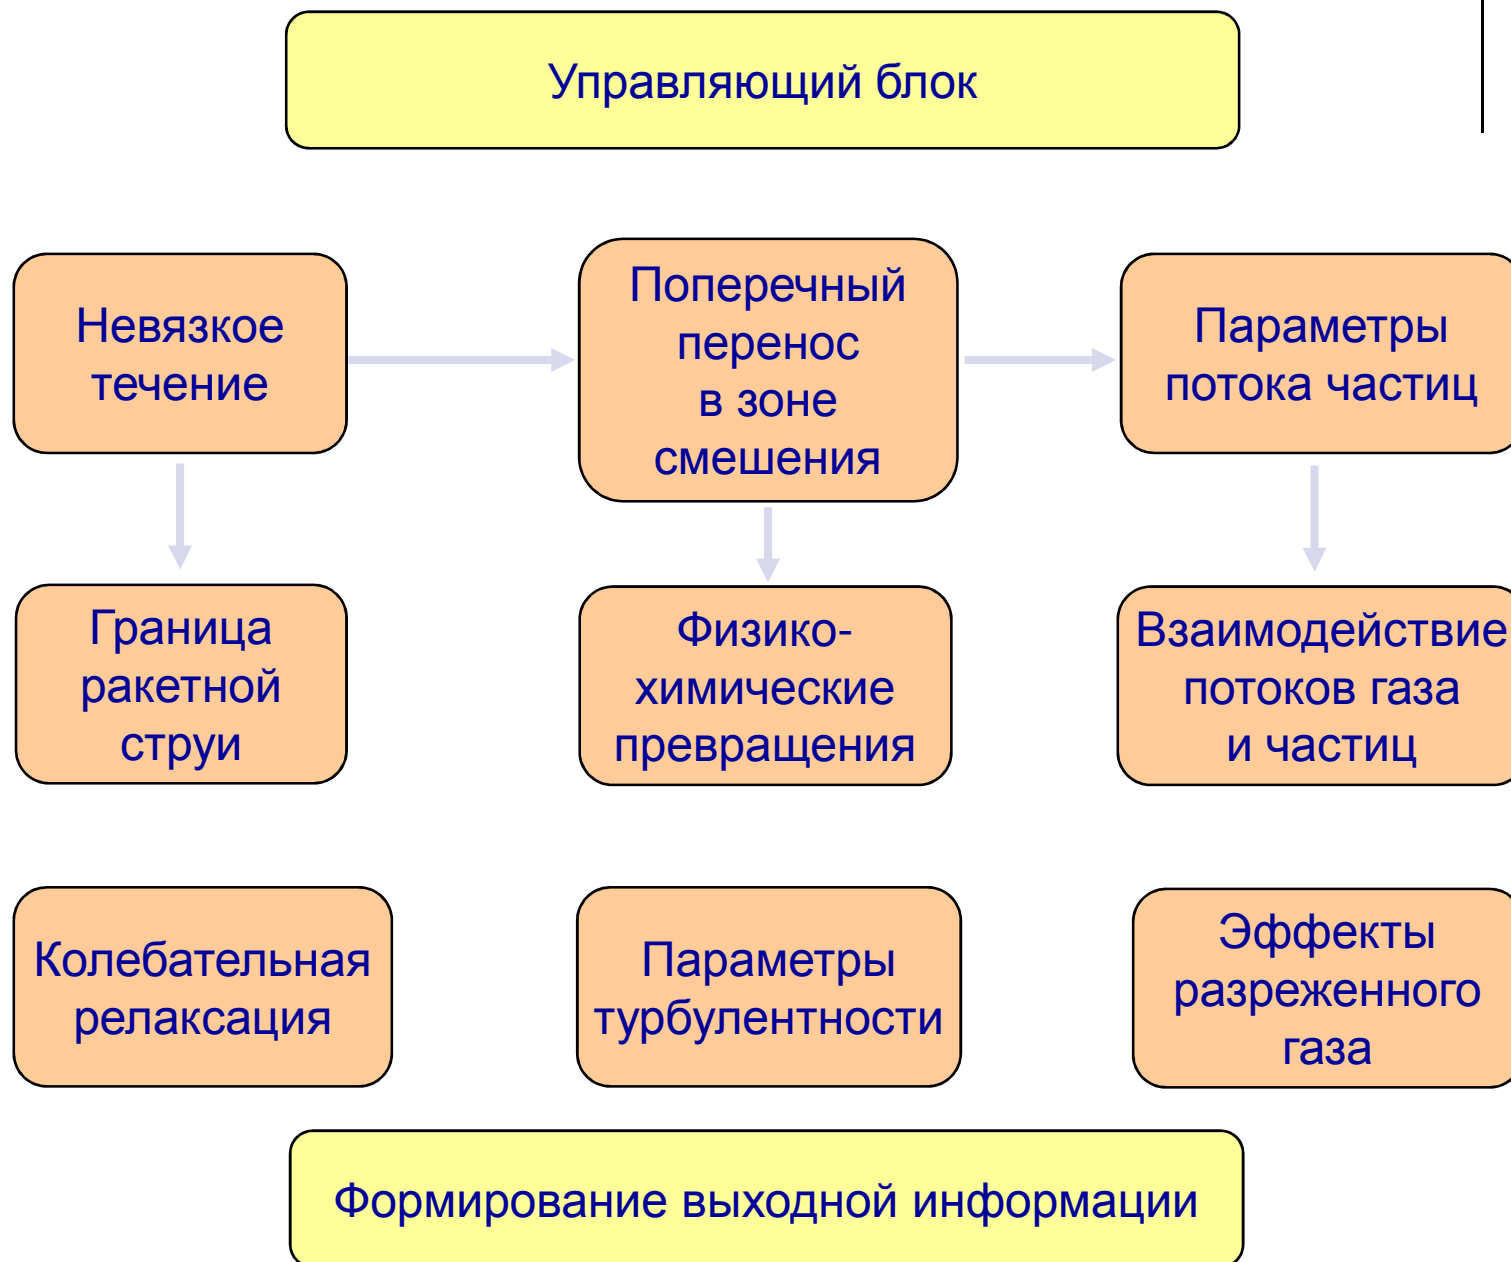 Управляющий блок
Невязкое
течение
Поперечный
перенос
в зоне
смешения
Параметры
потока частиц
Граница
ракетной
струи
Физико-
химические
превращения
Взаимодействие
потоков газа
и частиц
Колебательная
релаксация
Параметры
турбулентности
Эффекты
разреженного
газа
Формирование выходной информации